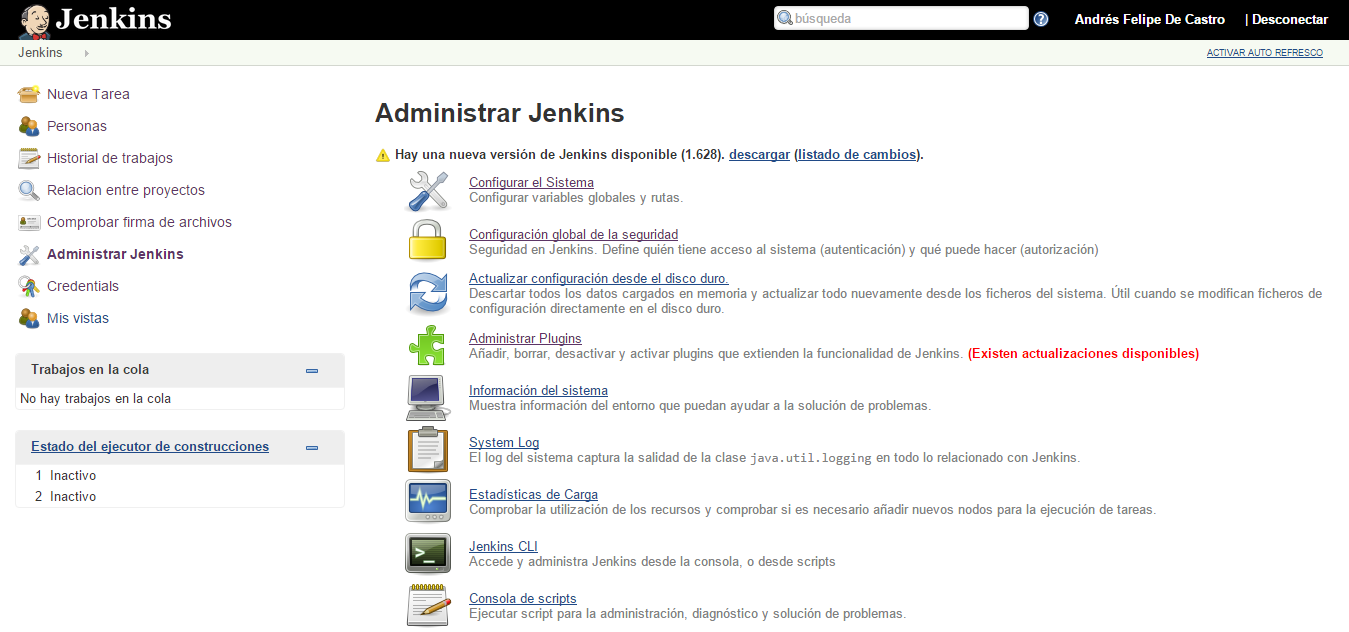 Jenkins
búsqueda
?
Andrés Felipe De Castro
| Desconectar
Jenkins
ACTIVAR AUTO REFRESCO
Nueva Tarea
Personas
Historial de trabajos
Relacion entre proyectos
Comprobar firma de archivos
Administrar Jenkins
Credentials
Mis vistas
Trabajos en la cola
No hay trabajos en la cola
Estado del ejecutor de construcciones
1 Inactivo
2 Inactivo
Administrar Jenkins
Hay una nueva versión de Jenkins disponible (1.628). descargar (listado de cambios).
Configurar el Sistema
Configurar variables globales y rutas.
Configuración global de la seguridad
Seguridad en Jenkins. Define quién tiene acceso al sistema (autenticación) y qué puede hacer (autorización)
Actualizar configuración desde el disco duro.
Descartar todos los datos cargados en memoria y actualizar todo nuevamente desde los ficheros del sistema. Útil cuando se modifican ficheros de
configuración directamente en el disco duro.
Administrar Plugins
Añadir, borrar, desactivar y activar plugins que extienden la funcionalidad de Jenkins. (Existen actualizaciones disponibles)
Información del sistema
Muestra información del entorno que puedan ayudar a la solución de problemas.
System Log
El log del sistema captura la salida de la clase java.util.logging en todo lo relacionado con Jenkins.
Estadísticas de Carga
Comprobar la utilización de los recursos y comprobar si es necesario añadir nuevos nodos para la ejecución de tareas.
Jenkins CLI
Accede y administra Jenkins desde la consola, o desde scripts
Consola de scripts
Ejecutar script para la administración, diagnóstico y solución de problemas.